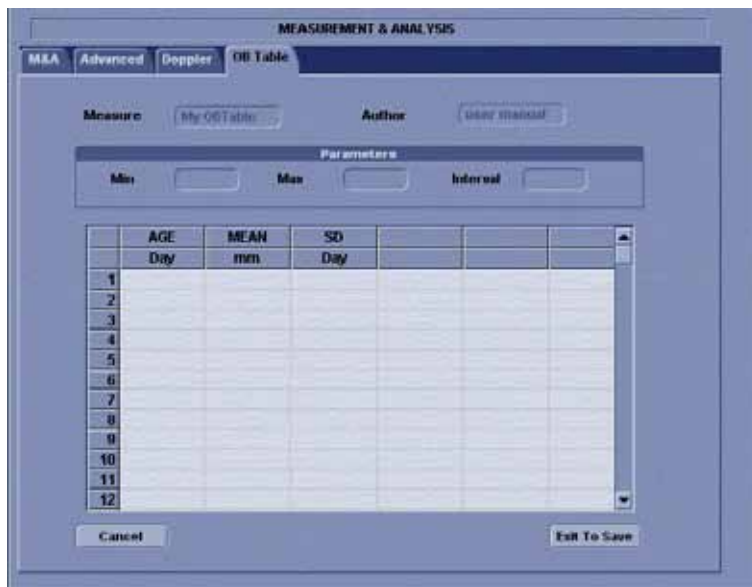 MEASUREMENT & ANALYSIS
M&A Advanced Doppler OB Table
Measure My OBTable Author user manual
Parameters
Min Max Interval
AGE MEAN SD
Day mm Day
1
2
3
4
5
6
7
8
9
10
11
12
Cancel Exit To Save